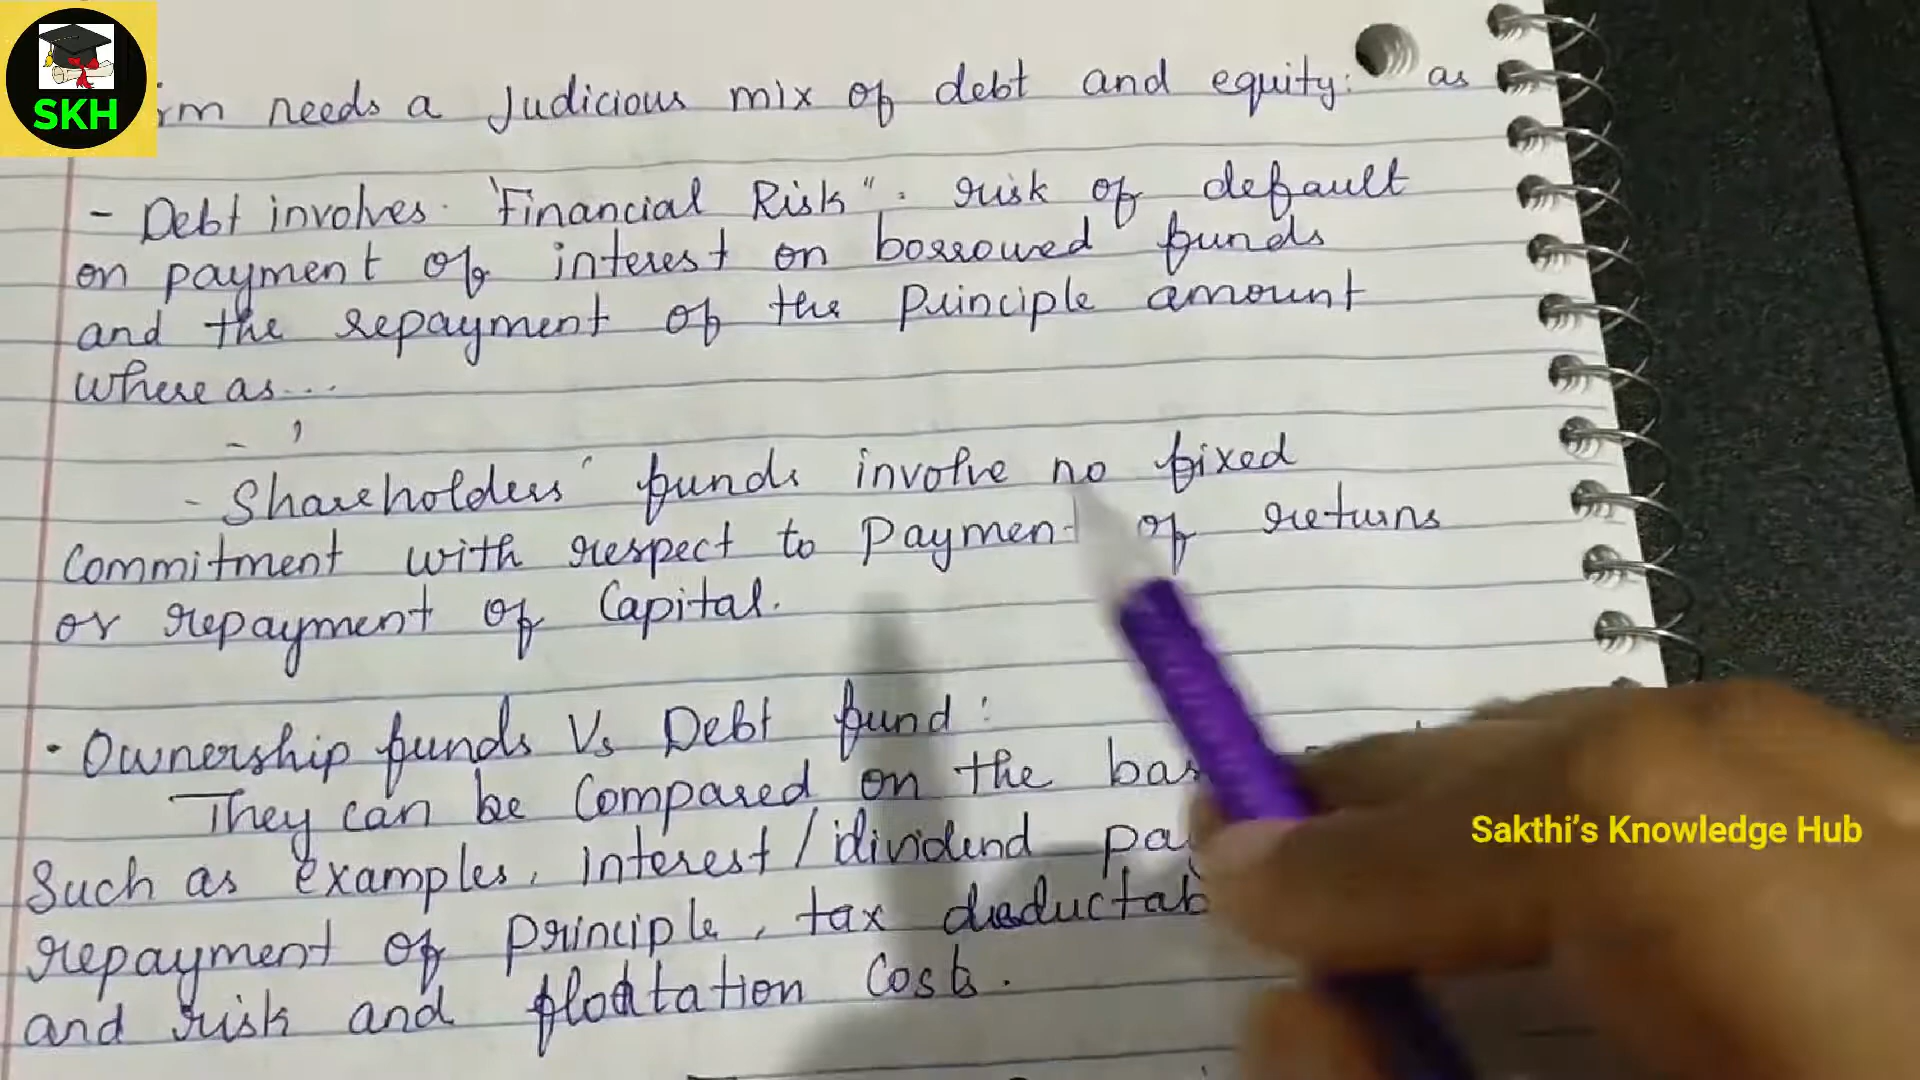 SKH
needs a Judicious mix of debt and equity: as
- Debt involves. "Financial Risk". risk of default
on payment of interest on borrowed funds
and the repayment of the Principle amount
where as...
- Shareholders' funds involve no fixed
Commitment with respect to Payment of returns
or repayment of Capital.
• Ownership funds Vs Debt fund:
They can be Compared on the
Such as examples, interest/dividend
repayment of principle, tax
and risk and floatation Costs.
Sakthi's Knowledge Hub